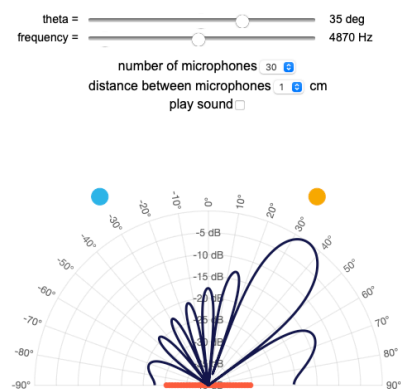 theta = 35 deg
frequency = 4870 Hz
number of microphones 30
distance between microphones 1 cm
play sound
-10° 0° 10°
-20° 20°
-30° 30°
-40° 40°
-50° 50°
-60° 60°
-70° 70°
-80° 80°
-90° 90°
-5 dB
-10 dB
-15 dB
-20 dB